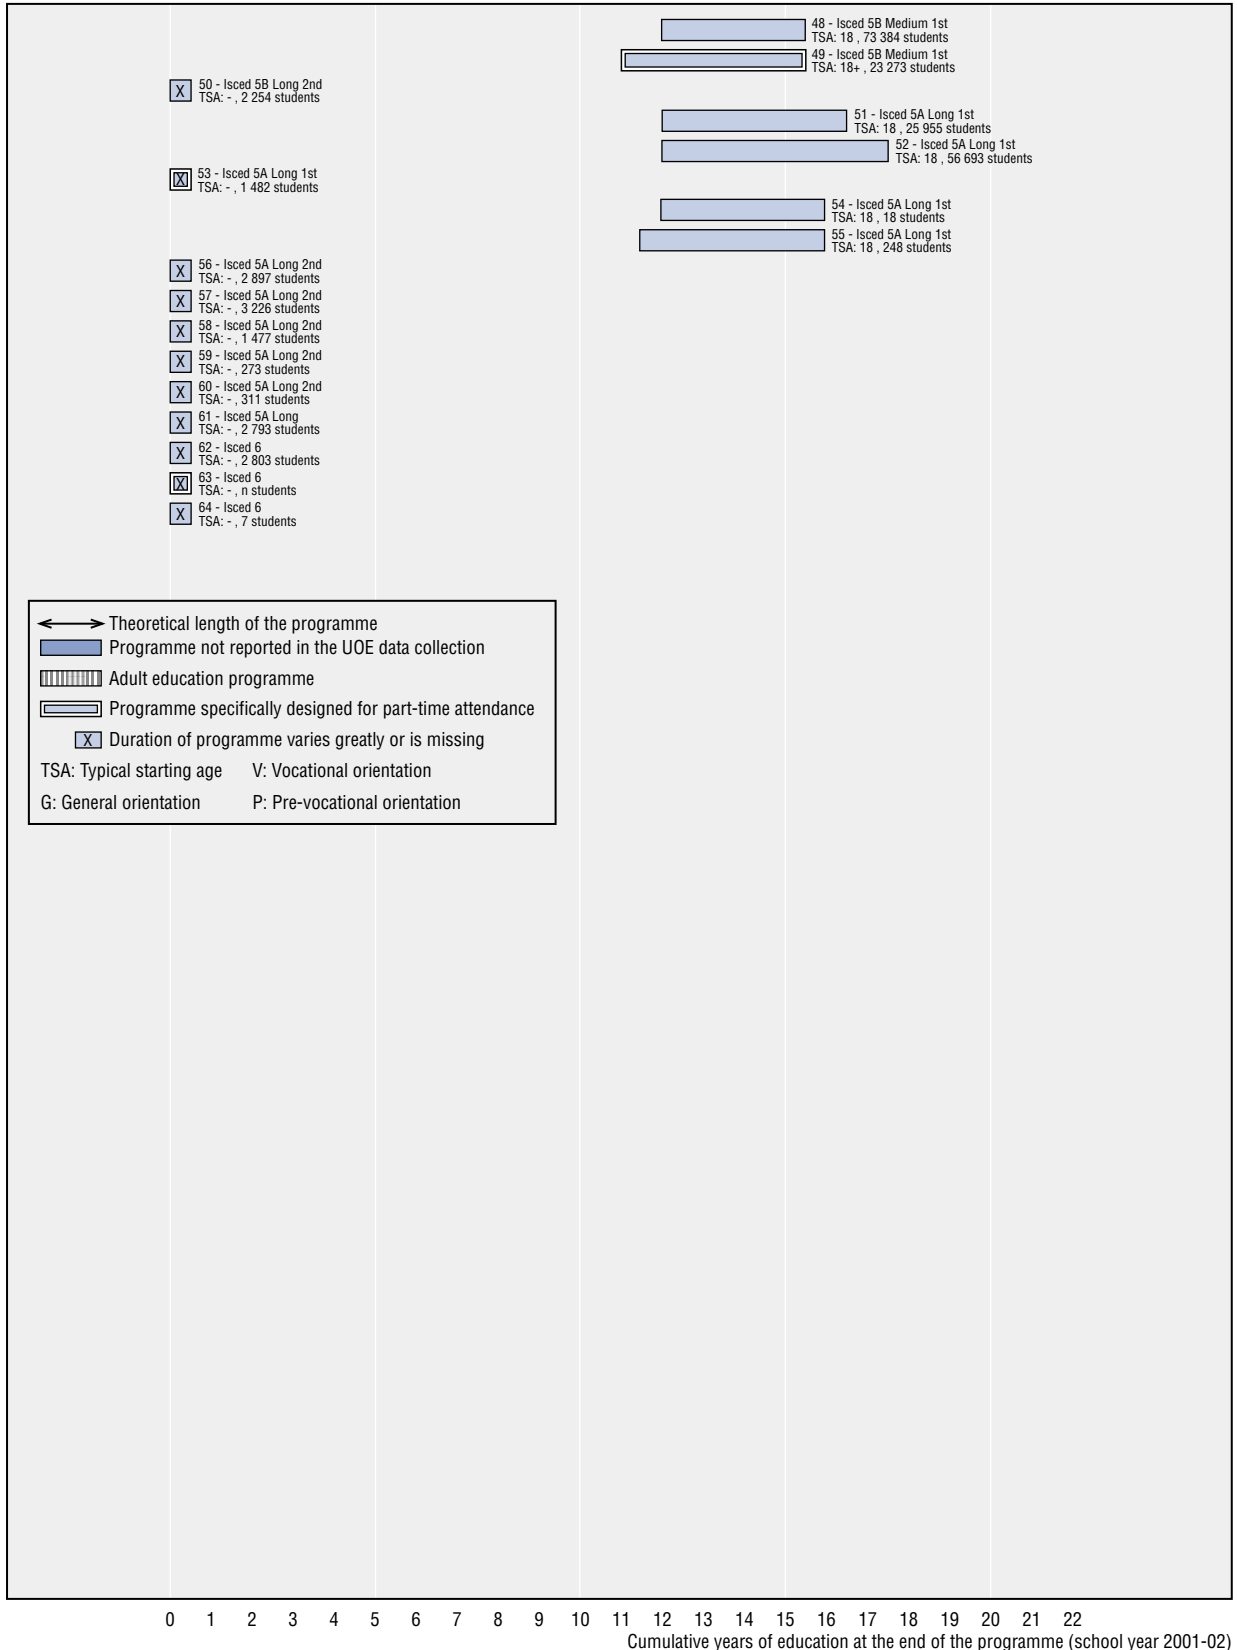 48 - Isced 5B Medium 1st
TSA: 18 , 73 384 students
49 - Isced 5B Medium 1st
TSA: 18+ , 23 273 students
X
50 - Isced 5B Long 2nd
TSA: - , 2 254 students
51 - Isced 5A Long 1st
TSA: 18 , 25 955 students
52 - Isced 5A Long 1st
TSA: 18 , 56 693 students
X
53 - Isced 5A Long 1st
TSA: - , 1 482 students
54 - Isced 5A Long 1st
TSA: 18 , 18 students
55 - Isced 5A Long 1st
TSA: 18 , 248 students
X
56 - Isced 5A Long 2nd
TSA: - , 2 897 students
X
57 - Isced 5A Long 2nd
TSA: - , 3 226 students
X
58 - Isced 5A Long 2nd
TSA: - , 1 477 students
X
59 - Isced 5A Long 2nd
TSA: - , 273 students
X
60 - Isced 5A Long 2nd
TSA: - , 311 students
X
61 - Isced 5A Long
TSA: - , 2 793 students
X
62 - Isced 6
TSA: - , 2 803 students
X
63 - Isced 6
TSA: - , n students
X
64 - Isced 6
TSA: - , 7 students
Theoretical length of the programme
Programme not reported in the UOE data collection
Adult education programme
Programme specifically designed for part-time attendance
X Duration of programme varies greatly or is missing
TSA: Typical starting age V: Vocational orientation
G: General orientation P: Pre-vocational orientation
0 1 2 3 4 5 6 7 8 9 10 11 12 13 14 15 16 17 18 19 20 21 22
Cumulative years of education at the end of the programme (school year 2001-02)